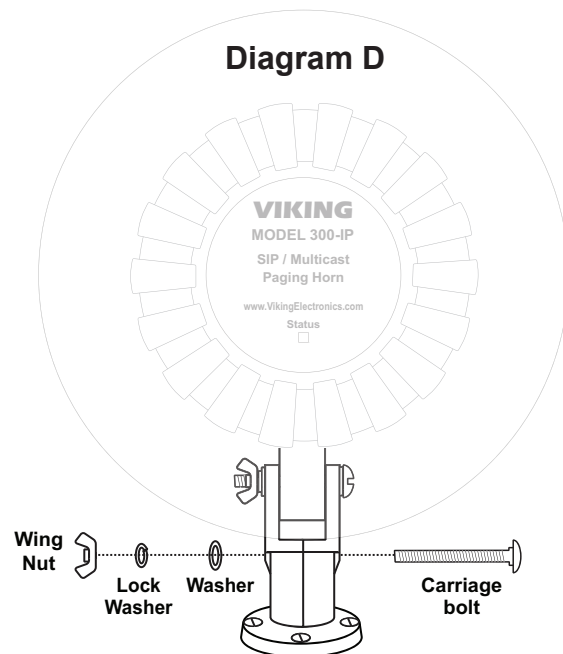 Diagram D
VIKING
MODEL 300-IP
SIP / Multicast
Paging Horn
www.VikingElectronics.com
Status
Wing
Nut
Lock
Washer
Washer
Carriage
bolt